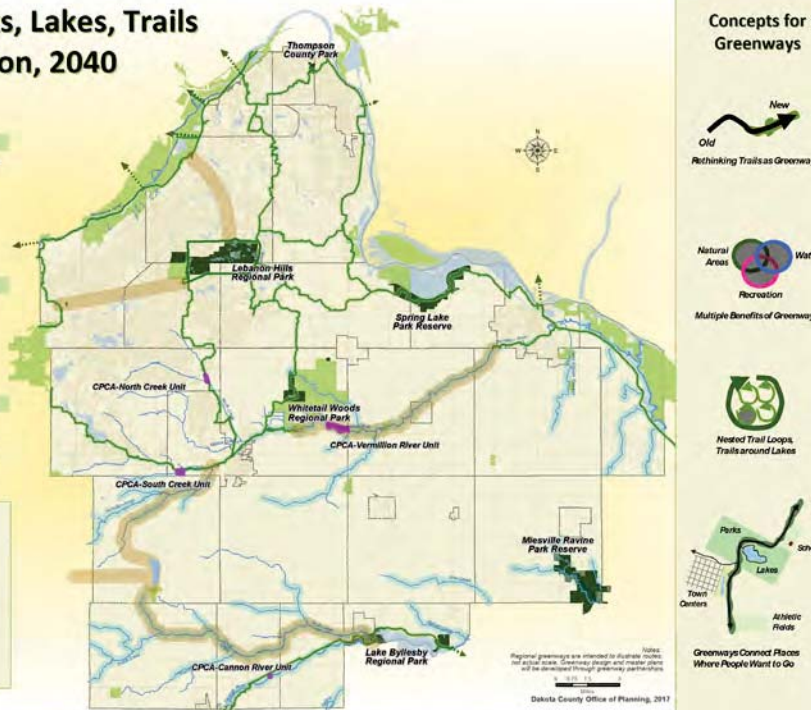 s, Lakes, Trails
on, 2040
Thompson
County Park
N
W
E
S
Lebanon Hills
Regional Park
Spring Lake
Park Reserve
CPCA-North Creek Unit
Whitetail Woods
Regional Park
CPCA-Vermillion River Unit
CPCA-South Creek Unit
Miesville Ravine
Park Reserve
Lake Byllesby
Regional Park
CPCA-Cannon River Unit
Notes:
Regional greenways are intended to illustrate routes,
not actual scale. Greenway design and master plans
will be developed through greenway partnerships.
Miles
Dakota County Office of Planning, 2017
Concepts for
Greenways
New
Old
Rethinking Trails as Greenway
Natural
Areas
Wat
Recreation
Multiple Benefits of Greenway
Nested Trail Loops,
Trails around Lakes
Parks
Sch
Lakes
Town
Centers
Athletic
Fields
Greenways Connect Places
Where People Want to Go